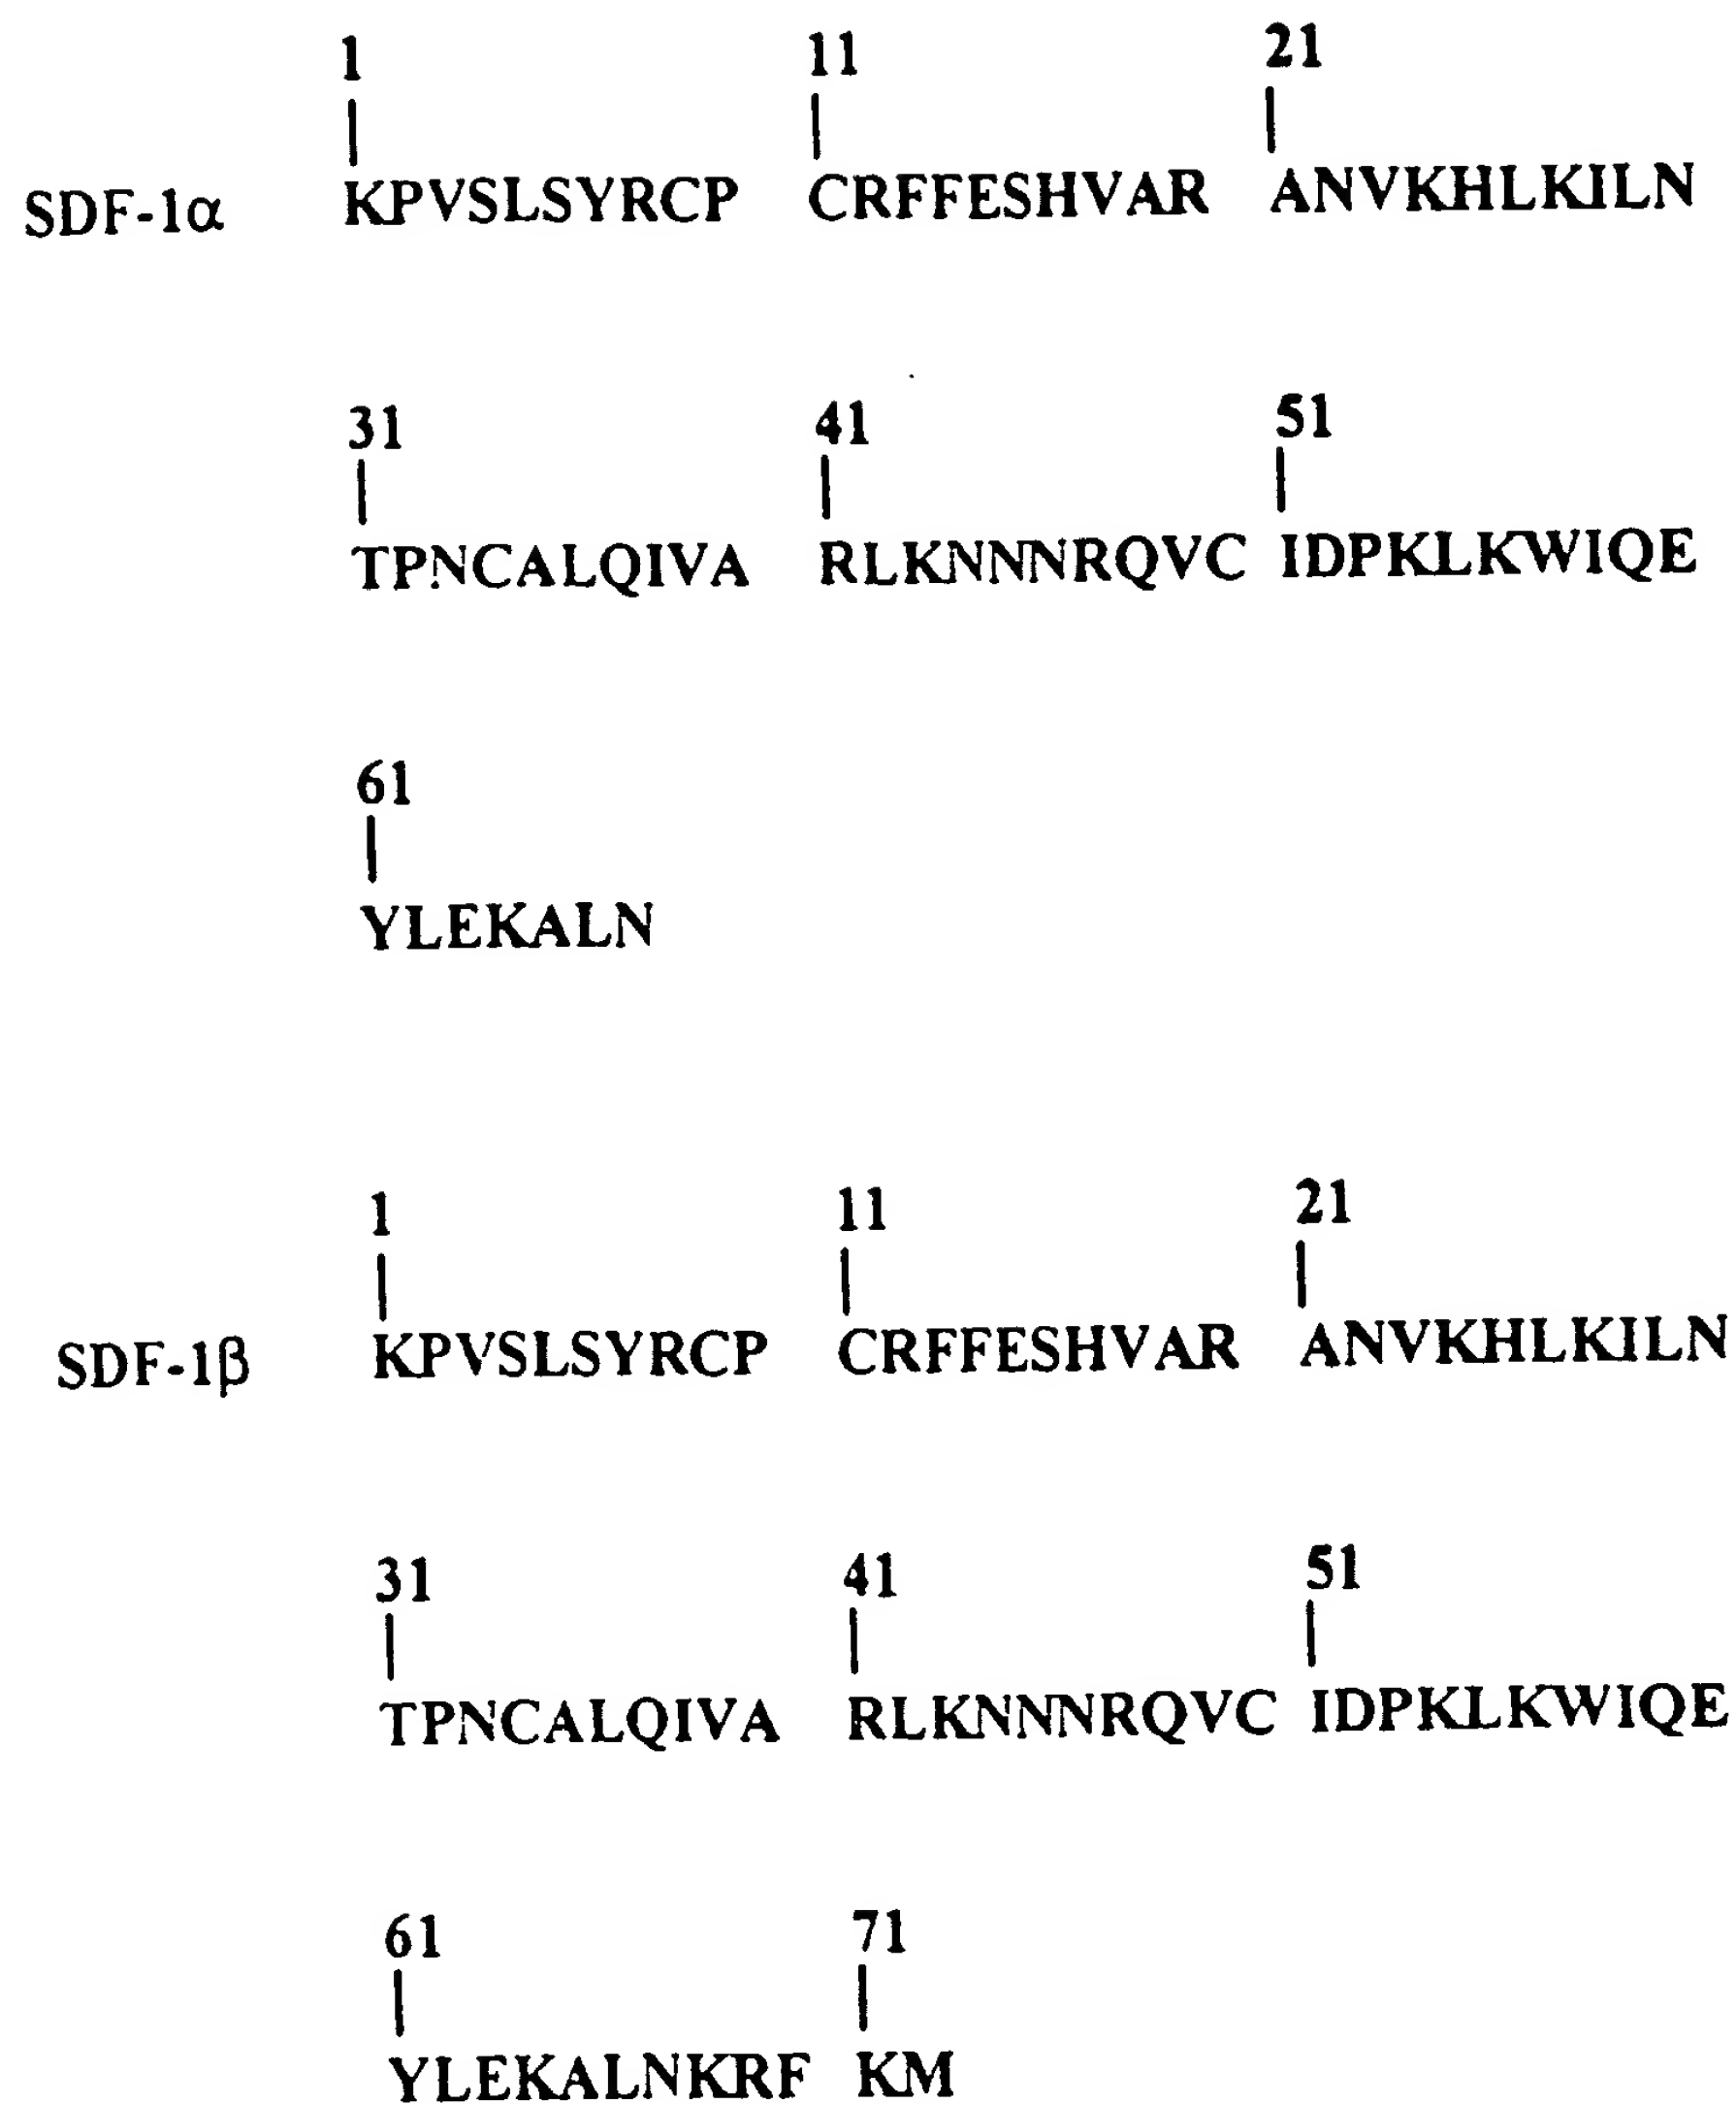 1 11 21
SDF-1α KPVSLSYRCP CRFFESHVAR ANVKHLKILN
31 41 51
TPNCALQIVA RLKNNNRQVC IDPKLKWIQE
61
YLEKALN
1 11 21
SDF-1β KPVSLSYRCP CRFFESHVAR ANVKHLKILN
31 41 51
TPNCALQIVA RLKNNNRQVC IDPKLKWIQE
61 71
YLEKALNKRF KM